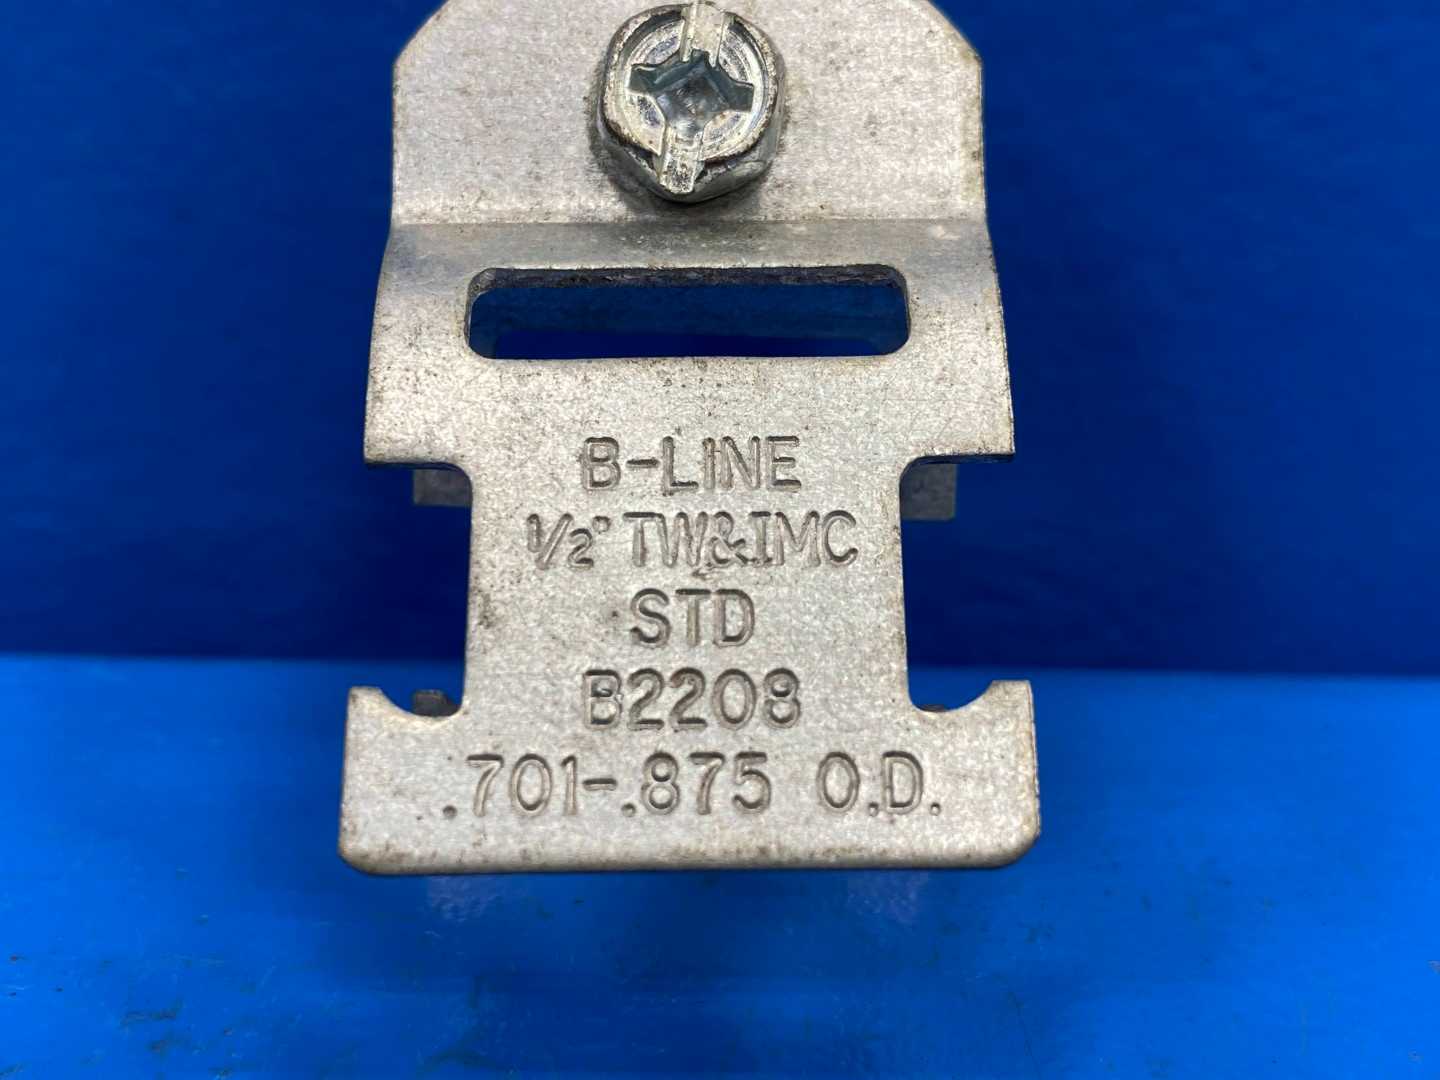 B-LINE
1/2" TW&IMC
STD
B2208
.701-.875 O.D.